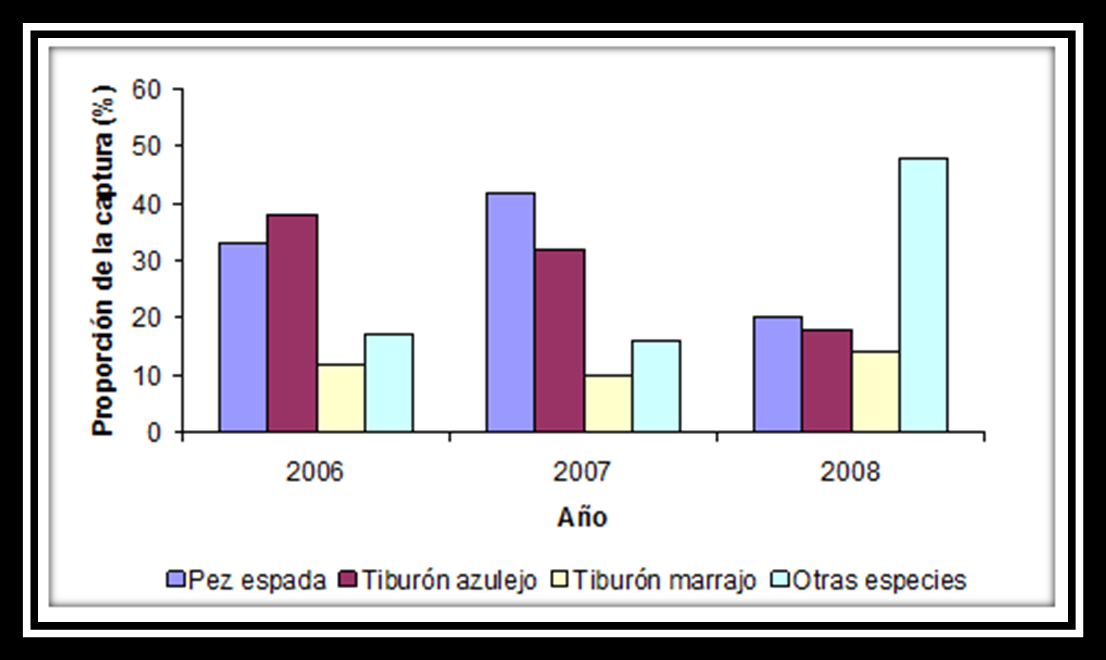 Proporción de la captura (%)
60
50
40
30
20
10
0
2006 2007 2008
Año
Pez espada Tiburón azulejo Tiburón marrajo Otras especies